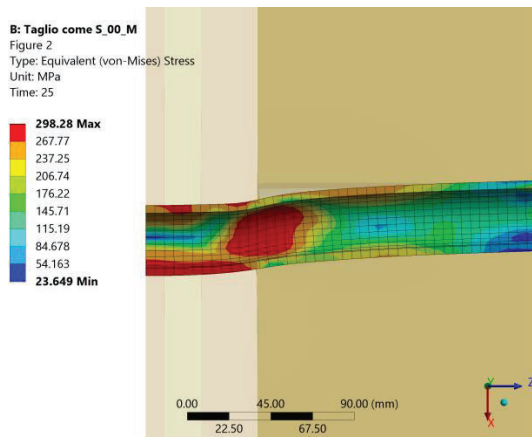 B: Taglio come S_00_M
Figure 2
Type: Equivalent (von-Mises) Stress
Unit: MPa
Time: 25
298.28 Max
267.77
237.25
206.74
176.22
145.71
115.19
84.678
54.163
23.649 Min
0.00 45.00 90.00 (mm)
22.50 67.50
Y Z
X